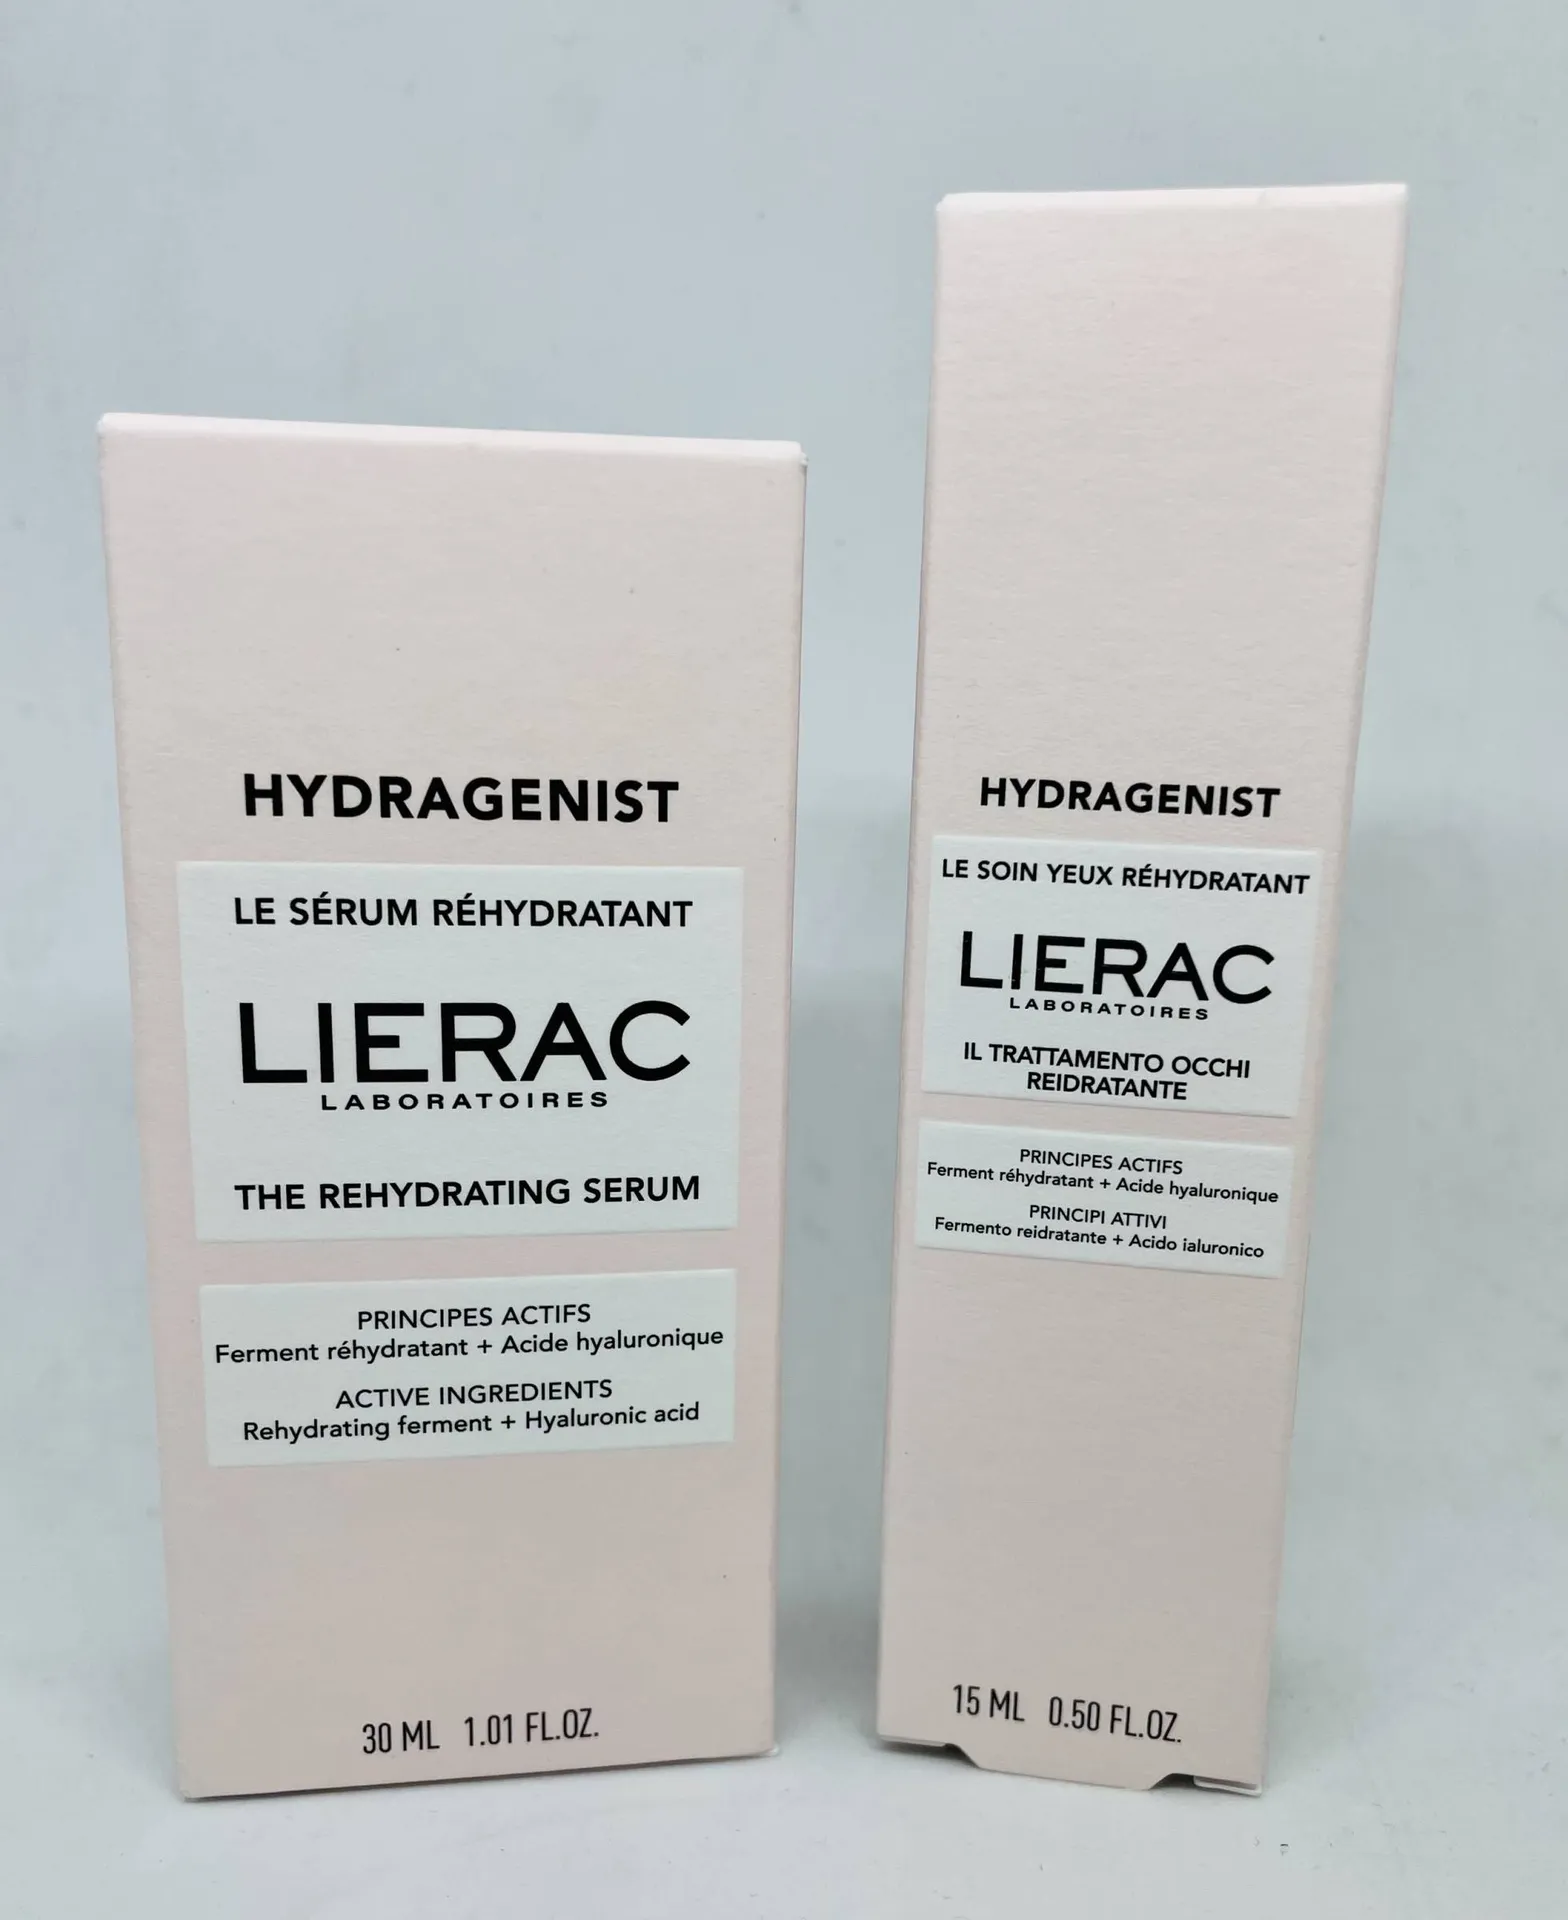 HYDRAGENIST
LE SÉRUM RÉHYDRATANT
LIERAC
LABORATOIRES
THE REHYDRATING SERUM
PRINCIPES ACTIFS
Ferment réhydratant + Acide hyaluronique
ACTIVE INGREDIENTS
Rehydrating ferment + Hyaluronic acid
30 ML 1.01 FL.OZ.
HYDRAGENIST
LE SOIN YEUX RÉHYDRATANT
LIERAC
LABORATOIRES
IL TRATTAMENTO OCCHI
REIDRATANTE
PRINCIPES ACTIFS
Ferment réhydratant + Acide hyaluronique
PRINCIPI ATTIVI
Fermento reidratante + Acido ialuronico
15 ML 0.50 FL.OZ.